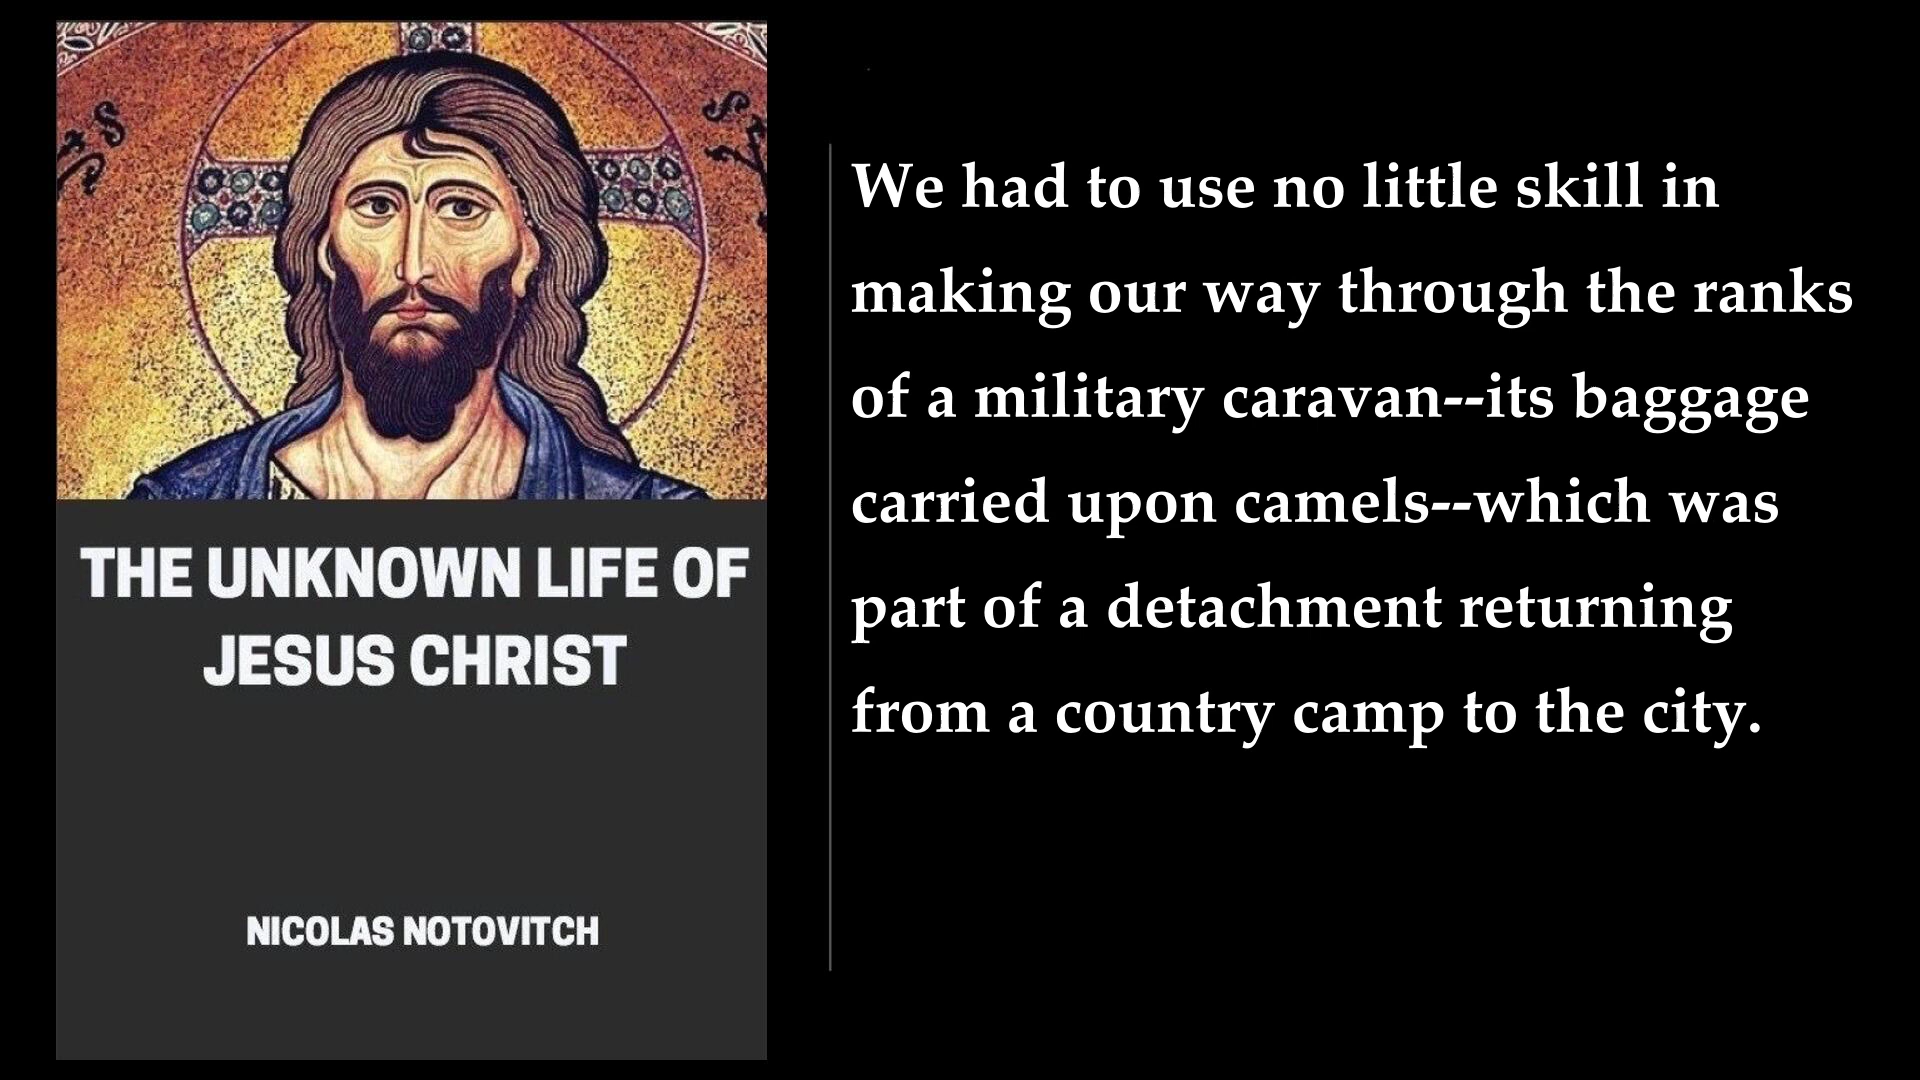 THE UNKNOWN LIFE OF
JESUS CHRIST
NICOLAS NOTOVITCH
We had to use no little skill in
making our way through the ranks
of a military caravan--its baggage
carried upon camels--which was
part of a detachment returning
from a country camp to the city.